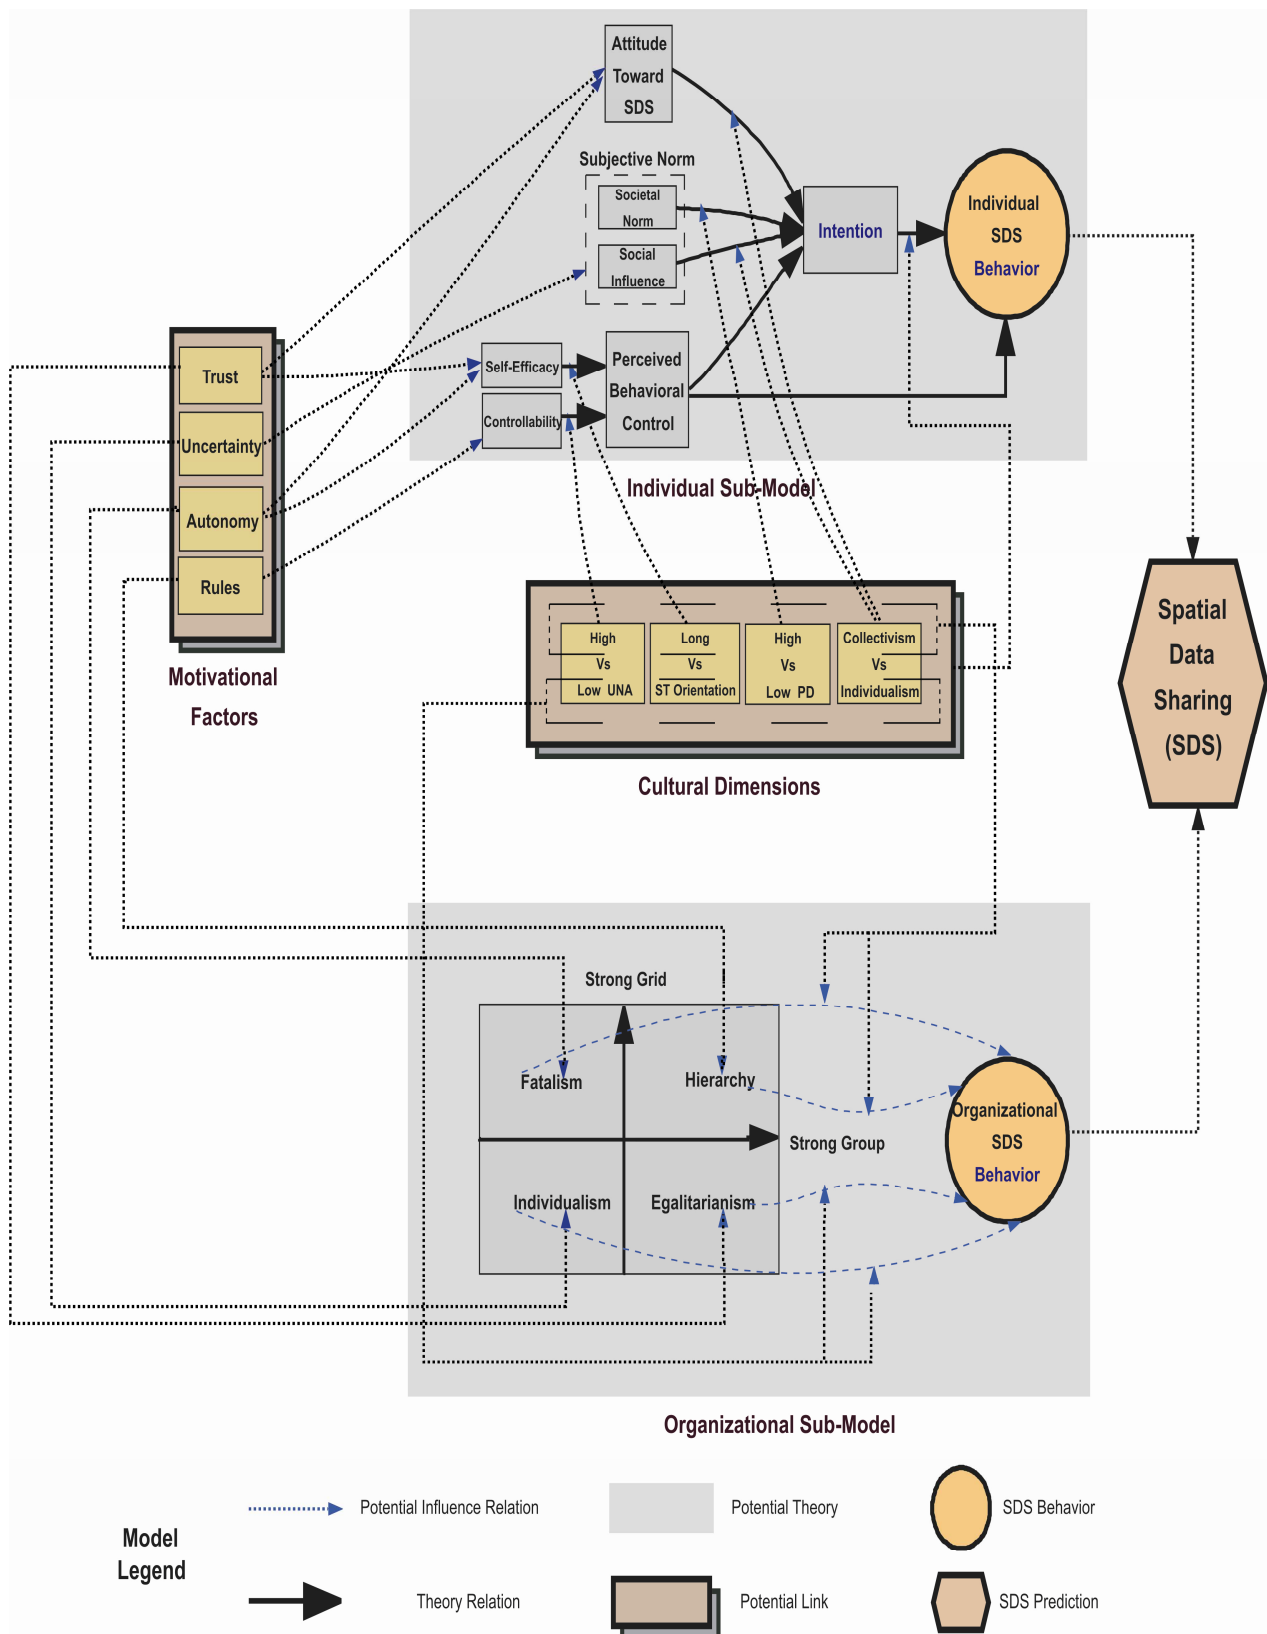 Attitude
Toward
SDS
Subjective Norm
Societal
Norm
Social
Influence
Intention
Individual
SDS
Behavior
Self-Efficacy
Controllability
Perceived
Behavioral
Control
Individual Sub-Model
Trust
Uncertainty
Autonomy
Rules
Motivational
Factors
High
Vs
Low UNA
Long
Vs
ST Orientation
High
Vs
Low PD
Collectivism
Vs
Individualism
Cultural Dimensions
Spatial
Data
Sharing
(SDS)
Strong Grid
Fatalism
Hierarchy
Strong Group
Individualism
Egalitarianism
Organizational
SDS
Behavior
Organizational Sub-Model
Model
Legend
Potential Influence Relation
Potential Theory
SDS Behavior
Theory Relation
Potential Link
SDS Prediction